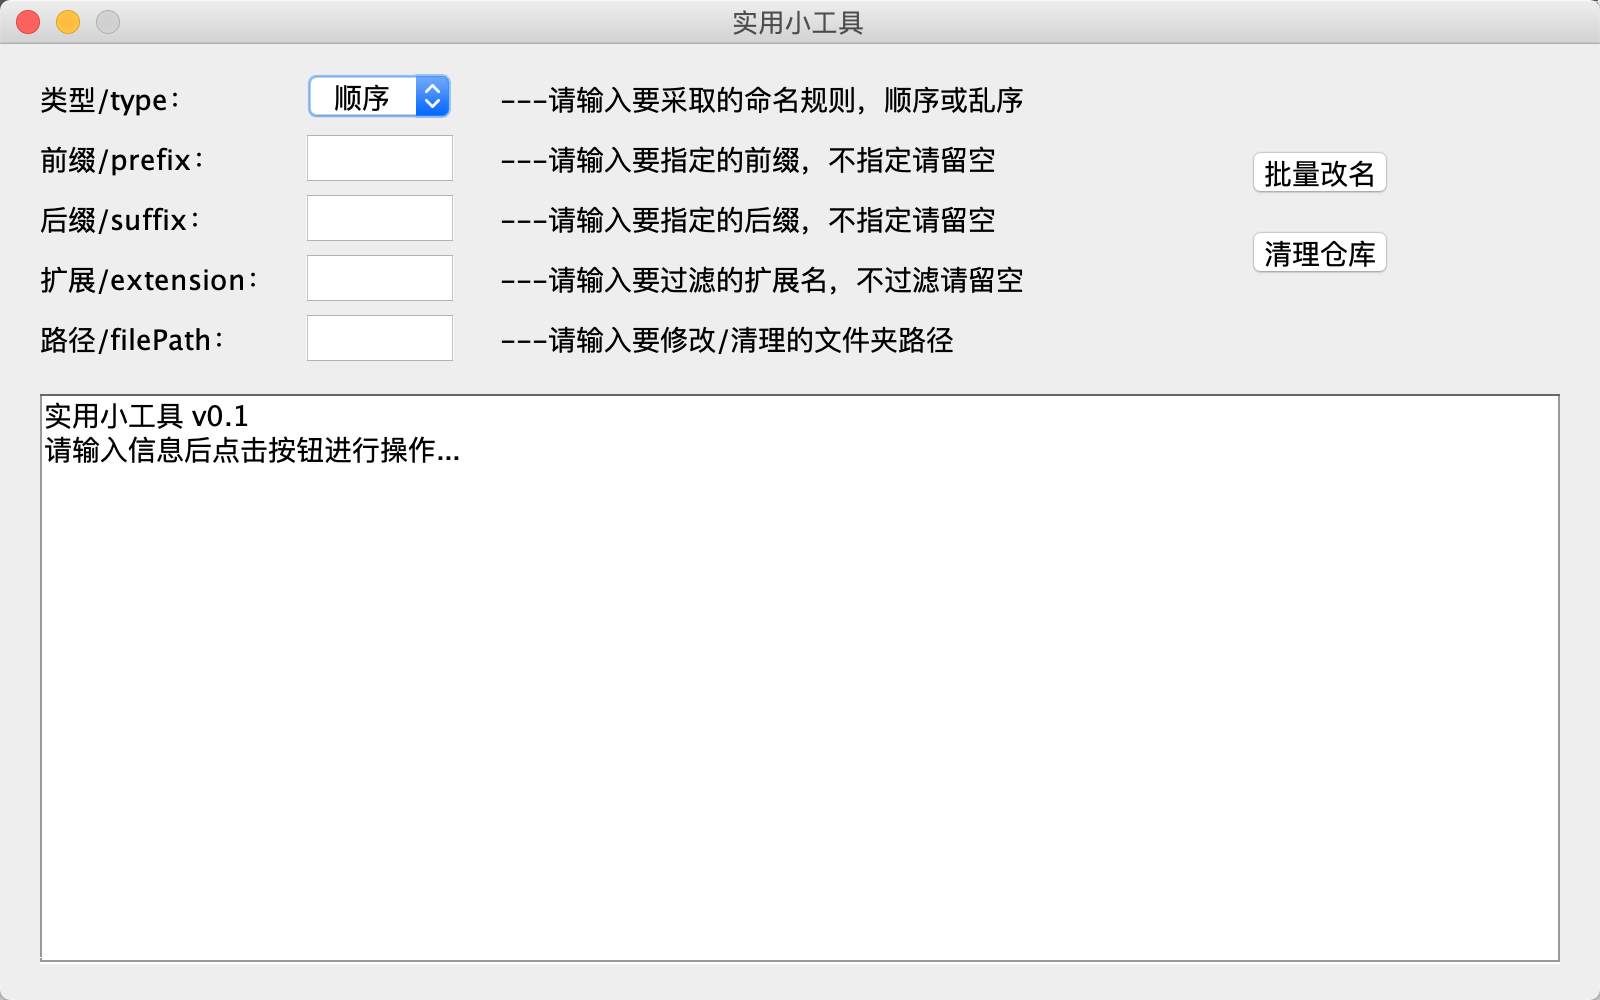 实用小工具
类型/type： 顺序 ---请输入要采取的命名规则，顺序或乱序
前缀/prefix： ---请输入要指定的前缀，不指定请留空
批量改名
后缀/suffix： ---请输入要指定的后缀，不指定请留空
清理仓库
扩展/extension： ---请输入要过滤的扩展名，不过滤请留空
路径/filePath： ---请输入要修改/清理的文件夹路径
实用小工具 v0.1
请输入信息后点击按钮进行操作...